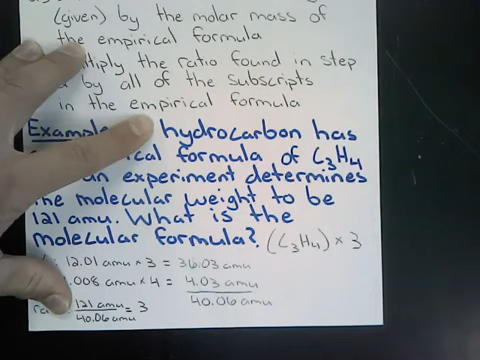 (given) by the molar mass of
the empirical formula
the ratio found in step
by all of the subscripts
in the empirical formula
Example hydrocarbon has
formula of C₃H₄
an experiment determines
the molecular weight to be
121 amu. What is the
molecular formula? (C₃H₄) × 3
12.01 amu × 3 = 36.03 amu
.008 amu × 4 = 4.03 amu
40.06 amu
121 amu / 40.06 amu = 3